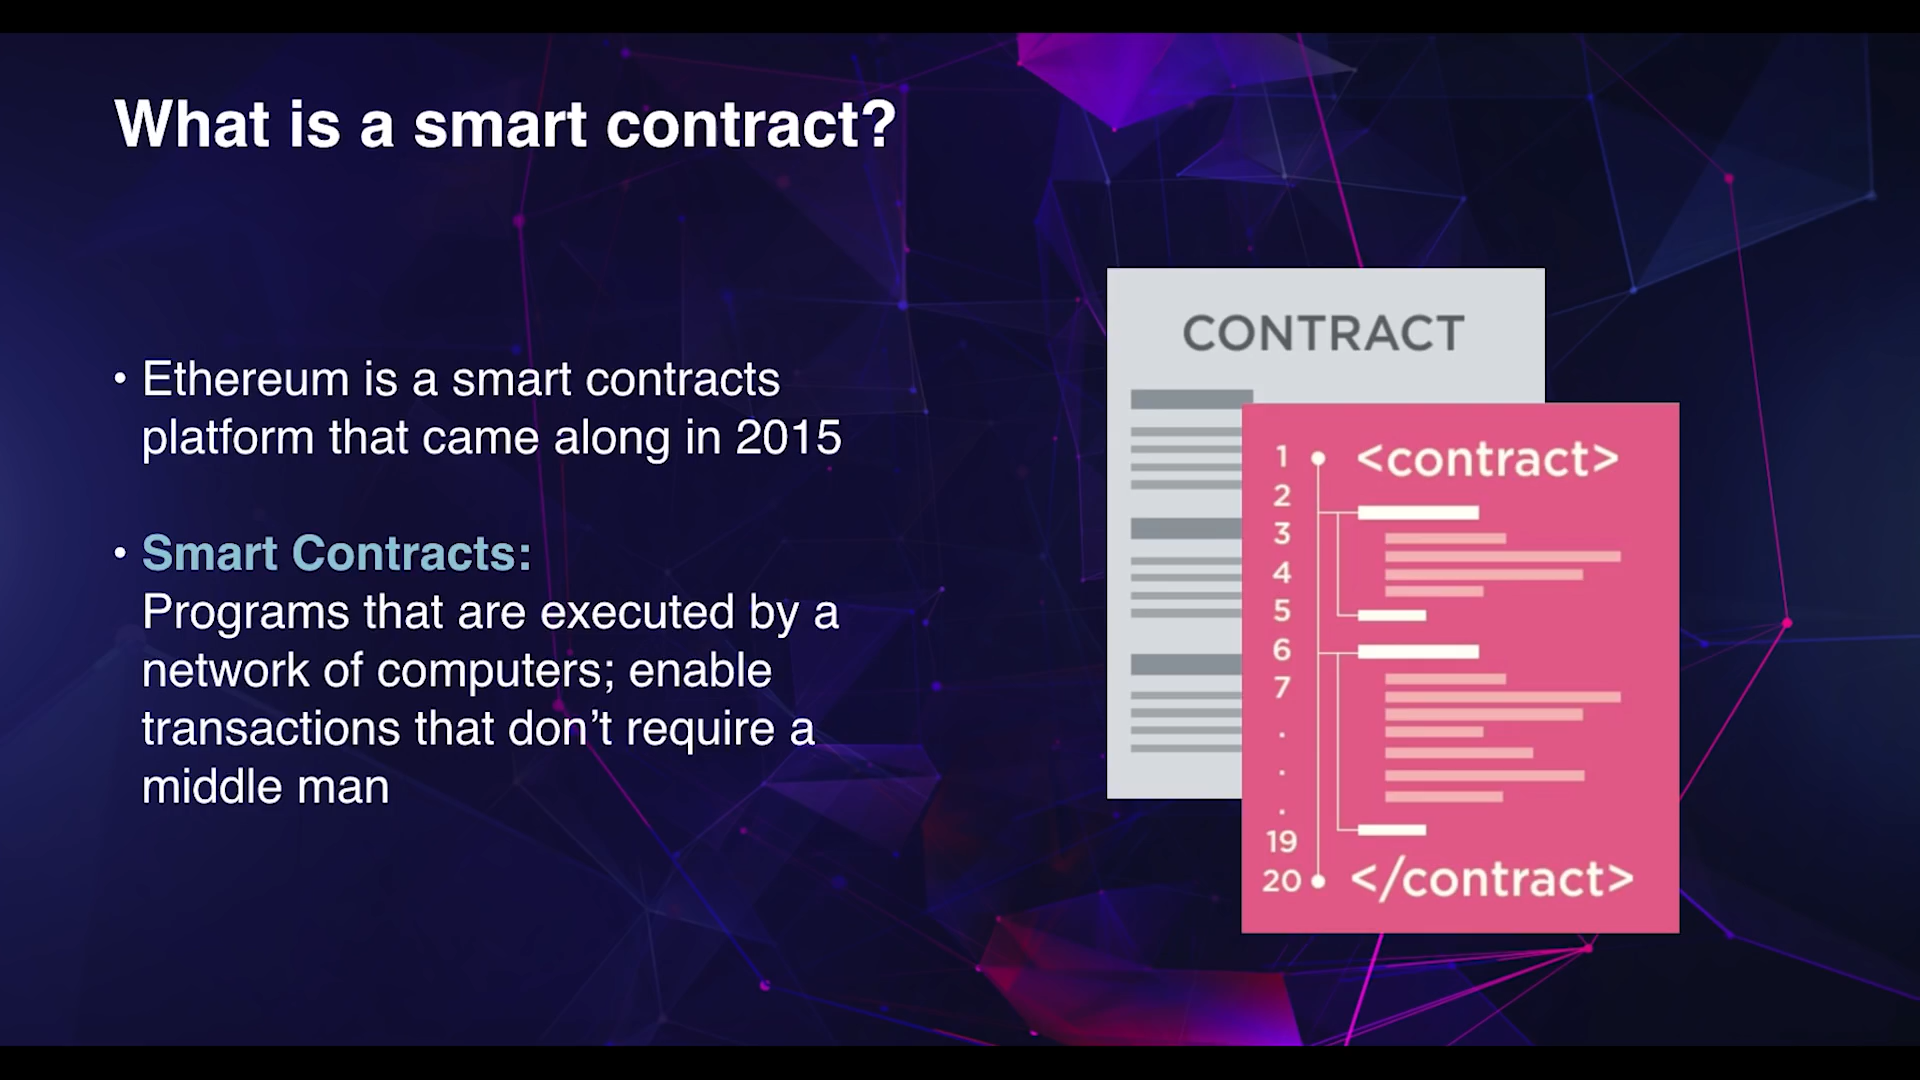 What is a smart contract?
• Ethereum is a smart contracts
platform that came along in 2015
• Smart Contracts:
Programs that are executed by a
network of computers; enable
transactions that don’t require a
middle man
CONTRACT
1 <contract>
2
3
4
5
6
7
.
.
.
19
20 </contract>